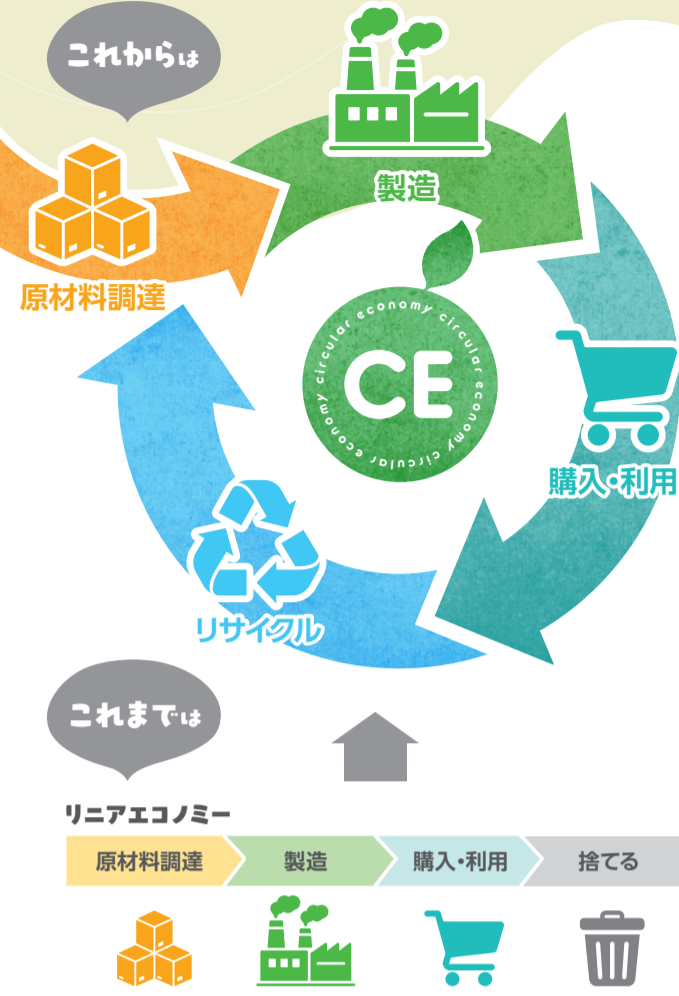 これからは
製造
原材料調達
circular economy circular economy circular economy
CE
購入・利用
リサイクル
これまでは
リニアエコノミー
原材料調達
製造
購入・利用
捨てる